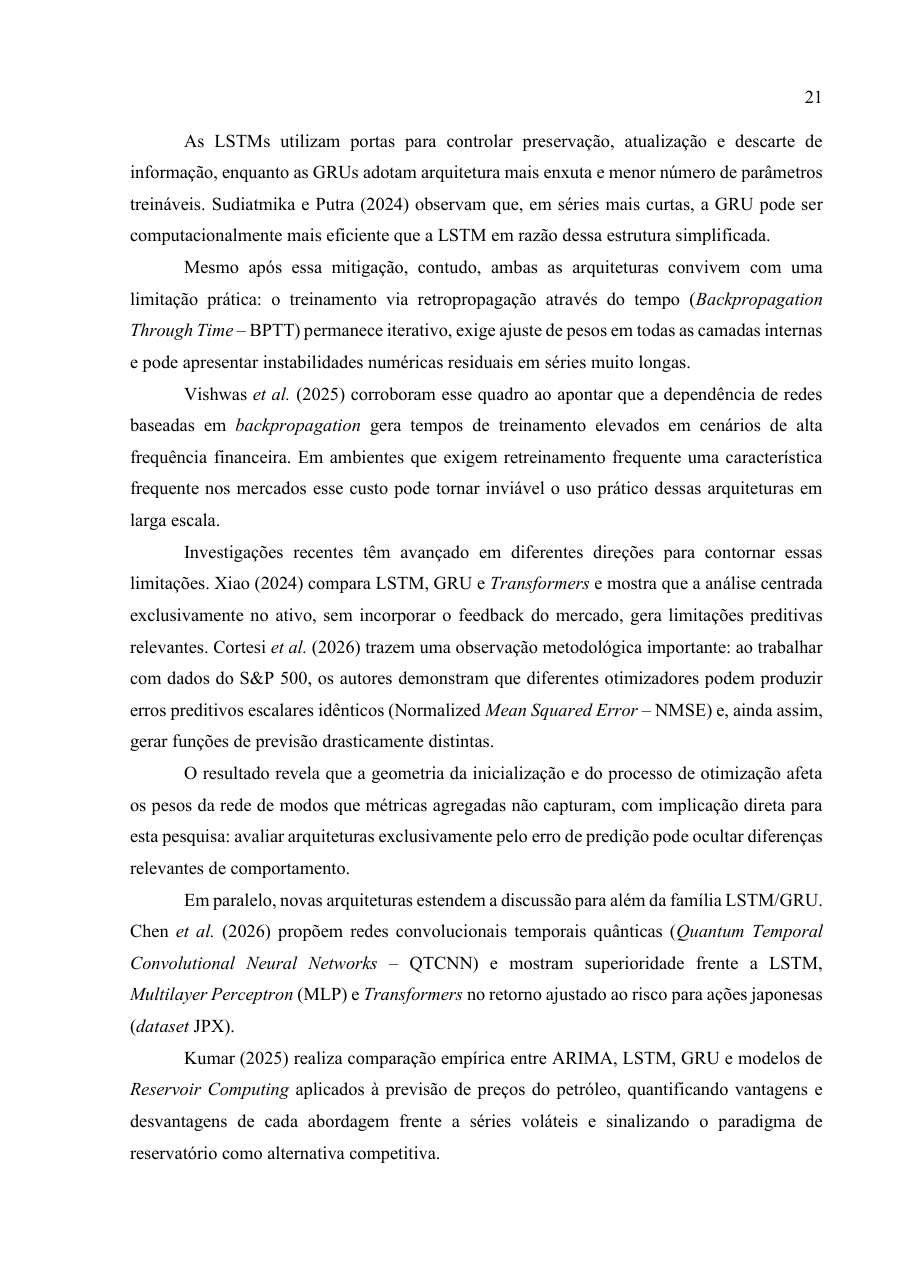 21
As LSTMs utilizam portas para controlar preservação, atualização e descarte de
informação, enquanto as GRUs adotam arquitetura mais enxuta e menor número de parâmetros
treináveis. Sudiatmika e Putra (2024) observam que, em séries mais curtas, a GRU pode ser
computacionalmente mais eficiente que a LSTM em razão dessa estrutura simplificada.
Mesmo após essa mitigação, contudo, ambas as arquiteturas convivem com uma
limitação prática: o treinamento via retropropagação através do tempo (Backpropagation
Through Time – BPTT) permanece iterativo, exige ajuste de pesos em todas as camadas internas
e pode apresentar instabilidades numéricas residuais em séries muito longas.
Vishwas et al. (2025) corroboram esse quadro ao apontar que a dependência de redes
baseadas em backpropagation gera tempos de treinamento elevados em cenários de alta
frequência financeira. Em ambientes que exigem retreinamento frequente uma característica
frequente nos mercados esse custo pode tornar inviável o uso prático dessas arquiteturas em
larga escala.
Investigações recentes têm avançado em diferentes direções para contornar essas
limitações. Xiao (2024) compara LSTM, GRU e Transformers e mostra que a análise centrada
exclusivamente no ativo, sem incorporar o feedback do mercado, gera limitações preditivas
relevantes. Cortesi et al. (2026) trazem uma observação metodológica importante: ao trabalhar
com dados do S&P 500, os autores demonstram que diferentes otimizadores podem produzir
erros preditivos escalares idênticos (Normalized Mean Squared Error – NMSE) e, ainda assim,
gerar funções de previsão drasticamente distintas.
O resultado revela que a geometria da inicialização e do processo de otimização afeta
os pesos da rede de modos que métricas agregadas não capturam, com implicação direta para
esta pesquisa: avaliar arquiteturas exclusivamente pelo erro de predição pode ocultar diferenças
relevantes de comportamento.
Em paralelo, novas arquiteturas estendem a discussão para além da família LSTM/GRU.
Chen et al. (2026) propõem redes convolucionais temporais quânticas (Quantum Temporal
Convolutional Neural Networks – QTCNN) e mostram superioridade frente a LSTM,
Multilayer Perceptron (MLP) e Transformers no retorno ajustado ao risco para ações japonesas
(dataset JPX).
Kumar (2025) realiza comparação empírica entre ARIMA, LSTM, GRU e modelos de
Reservoir Computing aplicados à previsão de preços do petróleo, quantificando vantagens e
desvantagens de cada abordagem frente a séries voláteis e sinalizando o paradigma de
reservatório como alternativa competitiva.